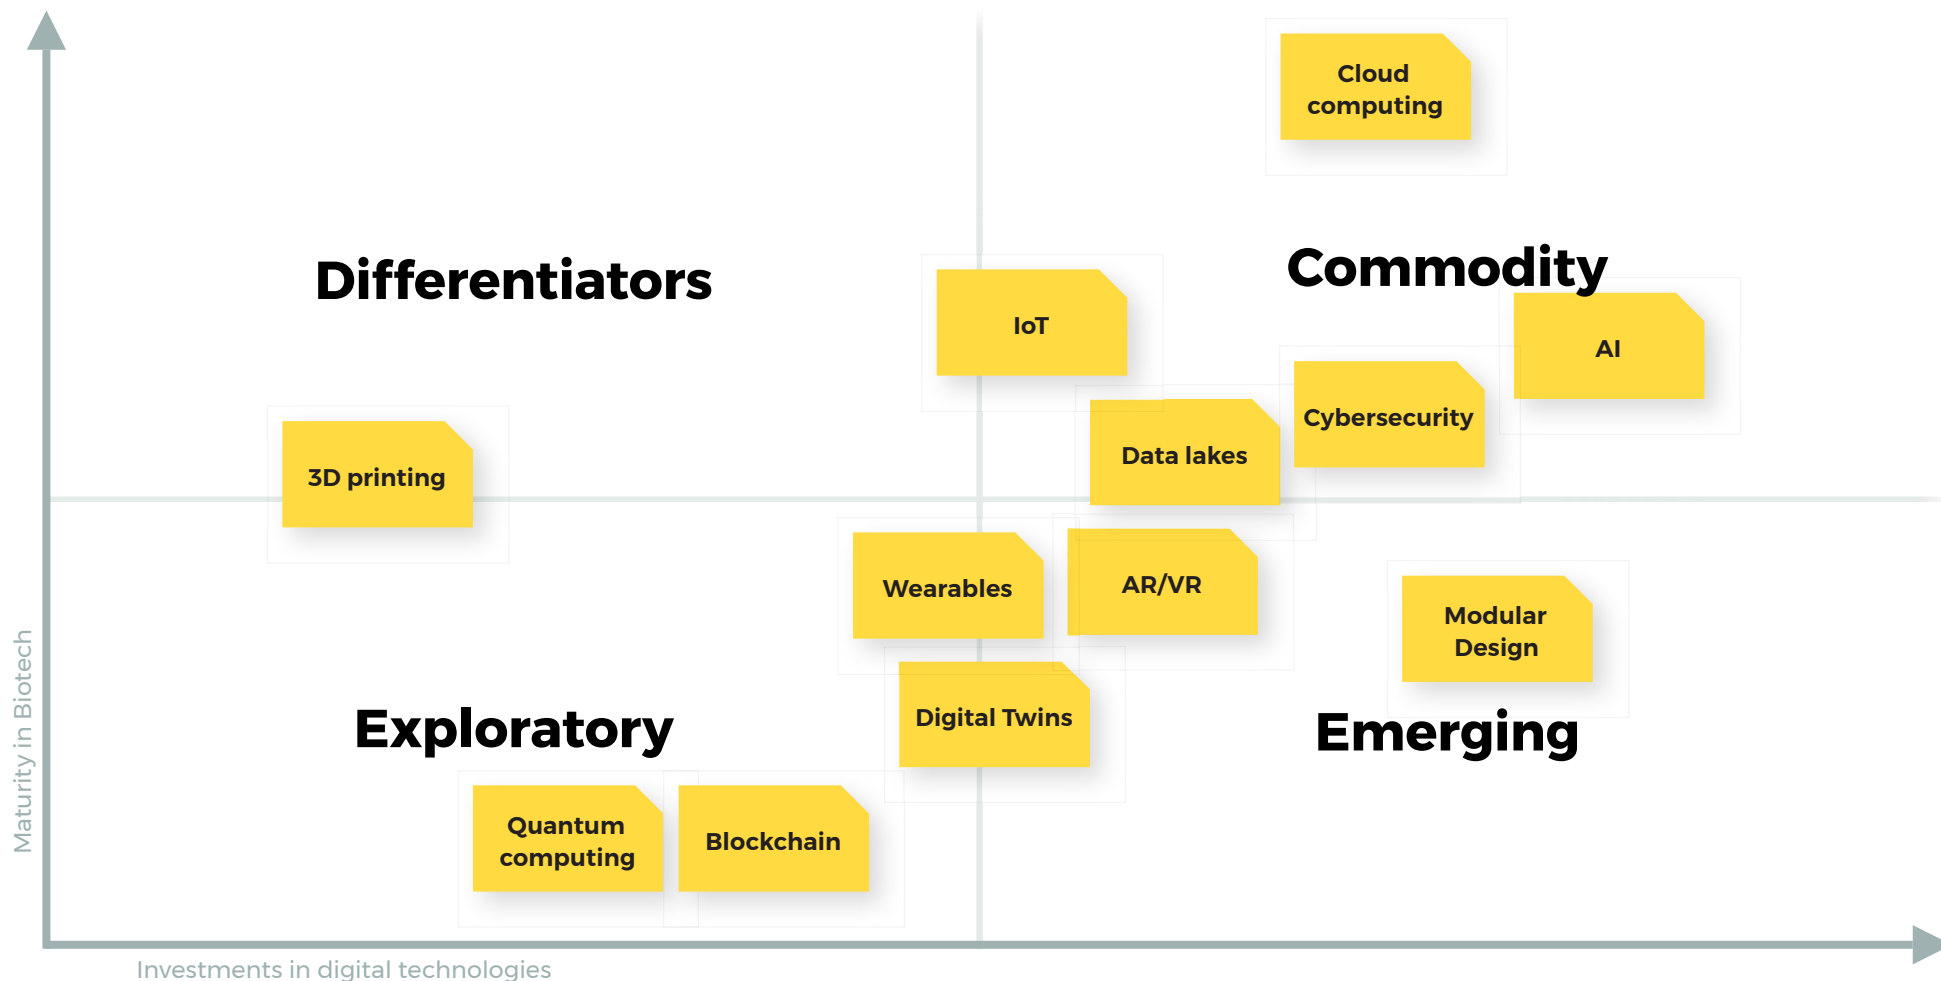 Cloud
computing
Differentiators
Commodity
IoT
AI
Cybersecurity
Data lakes
3D printing
Wearables
AR/VR
Modular
Design
Digital Twins
Exploratory
Emerging
Quantum
computing
Blockchain
Maturity in Biotech
Investments in digital technologies